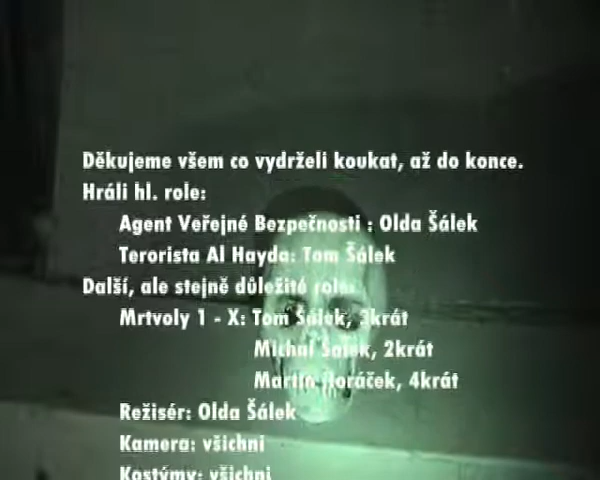 Děkujeme všem co vydrželi koukat, až do konce.
Hráli hl. role:
Agent Veřejné Bezpečnosti : Olda Šálek
Terorista Al Hayda: Tom Šálek
Další, ale stejně důležité role:
Mrtvoly 1 - X: Tom Šálek, 3krát
Michal Šálek, 2krát
Martin Horáček, 4krát
Režisér: Olda Šálek
Kamera: všichni
Kostýmy: všichni